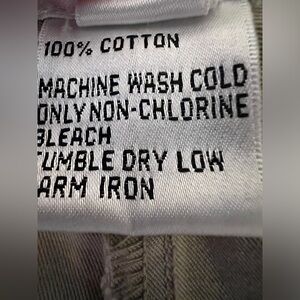 100% COTTON
MACHINE WASH COLD
ONLY NON-CHLORINE
BLEACH
TUMBLE DRY LOW
ARM IRON